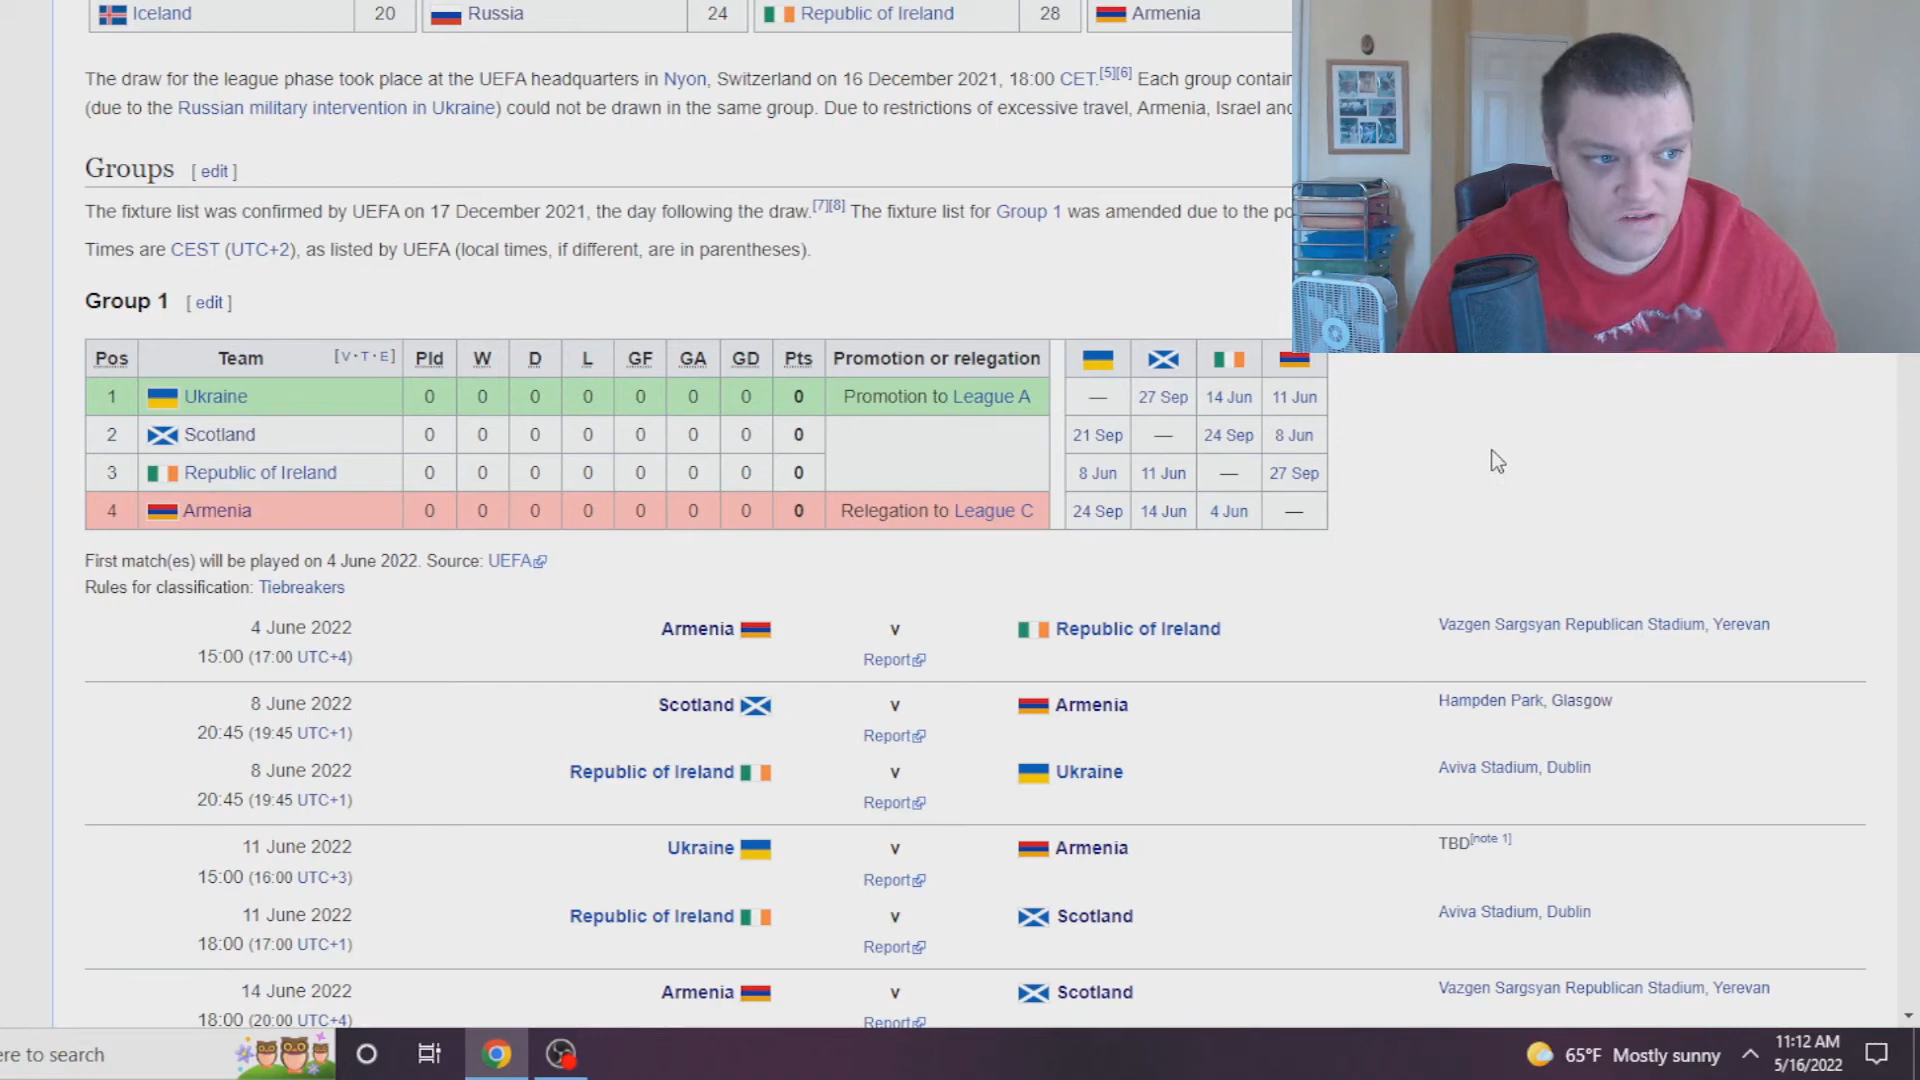 Iceland 20 Russia 24 Republic of Ireland 28 Armenia
The draw for the league phase took place at the UEFA headquarters in Nyon, Switzerland on 16 December 2021, 18:00 CET.[5][6] Each group contain
(due to the Russian military intervention in Ukraine) could not be drawn in the same group. Due to restrictions of excessive travel, Armenia, Israel and
Groups [ edit ]
The fixture list was confirmed by UEFA on 17 December 2021, the day following the draw.[7][8] The fixture list for Group 1 was amended due to the po
Times are CEST (UTC+2), as listed by UEFA (local times, if different, are in parentheses).
Group 1 [ edit ]
Pos Team [V·T·E] Pld W D L GF GA GD Pts Promotion or relegation
1 Ukraine 0 0 0 0 0 0 0 0 Promotion to League A — 27 Sep 14 Jun 11 Jun
2 Scotland 0 0 0 0 0 0 0 0 21 Sep — 24 Sep 8 Jun
3 Republic of Ireland 0 0 0 0 0 0 0 0 8 Jun 11 Jun — 27 Sep
4 Armenia 0 0 0 0 0 0 0 0 Relegation to League C 24 Sep 14 Jun 4 Jun —
First match(es) will be played on 4 June 2022. Source: UEFA
Rules for classification: Tiebreakers
4 June 2022 Armenia v Republic of Ireland Vazgen Sargsyan Republican Stadium, Yerevan
15:00 (17:00 UTC+4) Report
8 June 2022 Scotland v Armenia Hampden Park, Glasgow
20:45 (19:45 UTC+1) Report
8 June 2022 Republic of Ireland v Ukraine Aviva Stadium, Dublin
20:45 (19:45 UTC+1) Report
11 June 2022 Ukraine v Armenia TBD[note 1]
15:00 (16:00 UTC+3) Report
11 June 2022 Republic of Ireland v Scotland Aviva Stadium, Dublin
18:00 (17:00 UTC+1) Report
14 June 2022 Armenia v Scotland Vazgen Sargsyan Republican Stadium, Yerevan
18:00 (20:00 UTC+4) Report
ere to search 65°F Mostly sunny 11:12 AM
5/16/2022